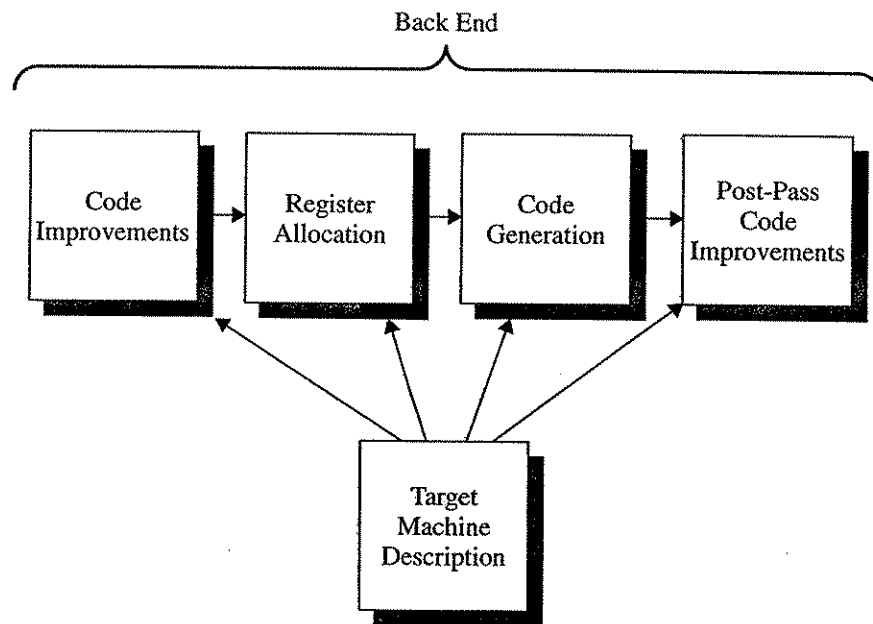 Back End
Code
Improvements
Register
Allocation
Code
Generation
Post-Pass
Code
Improvements
Target
Machine
Description